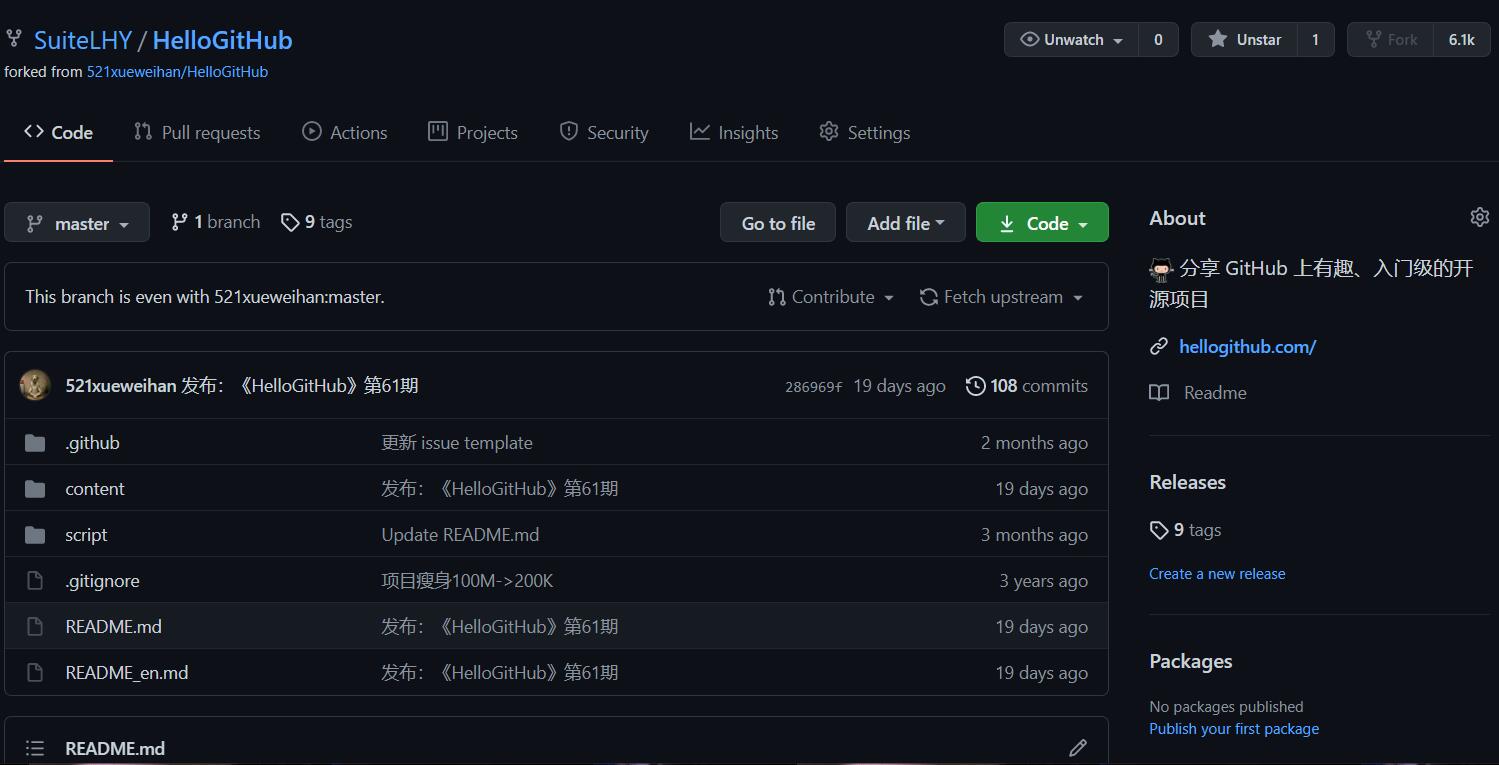 SuiteLHY / HelloGitHub
Unwatch 0 Unstar 1 Fork 6.1k
forked from 521xueweihan/HelloGitHub
Code Pull requests Actions Projects Security Insights Settings
master 1 branch 9 tags Go to file Add file Code
This branch is even with 521xueweihan:master. Contribute Fetch upstream
521xueweihan 发布：《HelloGitHub》第61期 286969f 19 days ago 108 commits
.github 更新 issue template 2 months ago
content 发布：《HelloGitHub》第61期 19 days ago
script Update README.md 3 months ago
.gitignore 项目瘦身100M->200K 3 years ago
README.md 发布：《HelloGitHub》第61期 19 days ago
README_en.md 发布：《HelloGitHub》第61期 19 days ago
README.md
About
分享 GitHub 上有趣、入门级的开
源项目
hellogithub.com/
Readme
Releases
9 tags
Create a new release
Packages
No packages published
Publish your first package